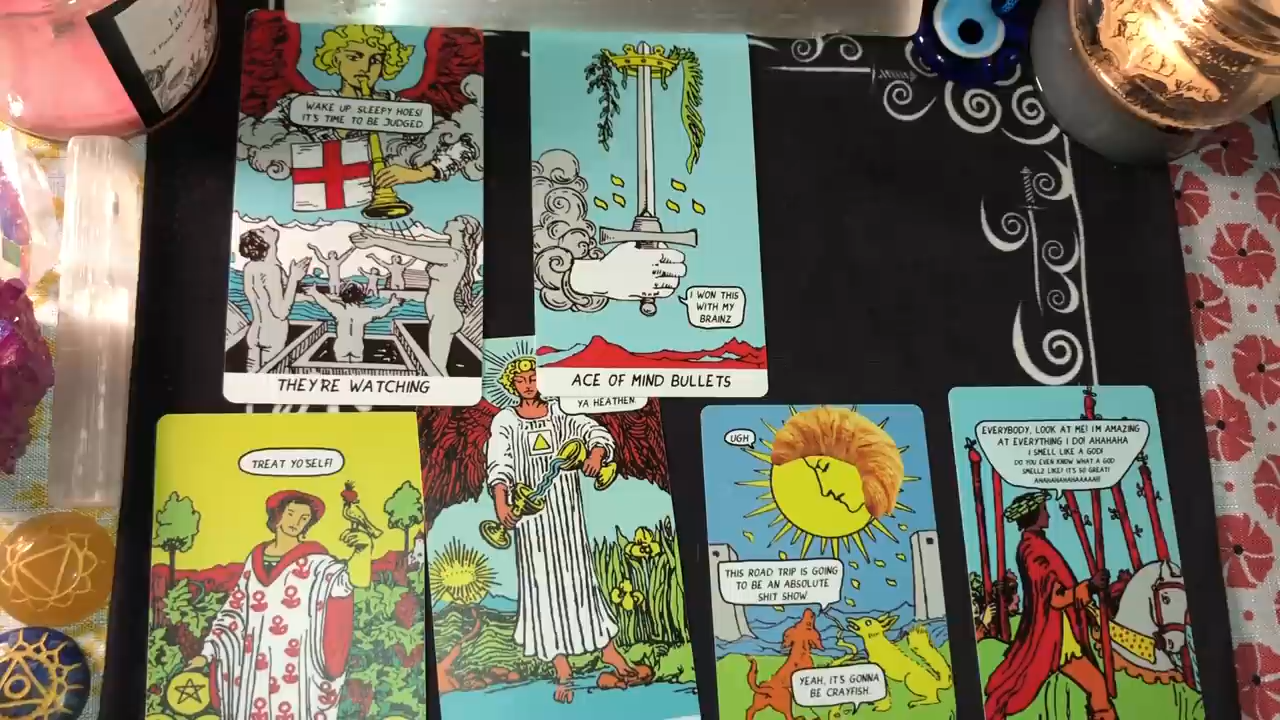 WAKE UP SLEEPY HOES!
IT'S TIME TO BE JUDGED
THEY'RE WATCHING
I WON THIS
WITH MY
BRAINZ
ACE OF MIND BULLETS
YA HEATHEN.
TREAT YO'SELF!
UGH
THIS ROAD TRIP IS GOING
TO BE AN ABSOLUTE
SHIT SHOW
YEAH, IT'S GONNA
BE CRAYFISH.
EVERYBODY, LOOK AT ME! I'M AMAZING
AT EVERYTHING I DO! AHAHAHA
I SMELL LIKE A GOD!
DO YOU EVEN KNOW WHAT A GOD
SMELLZ LIKE? IT'S SO GREAT!